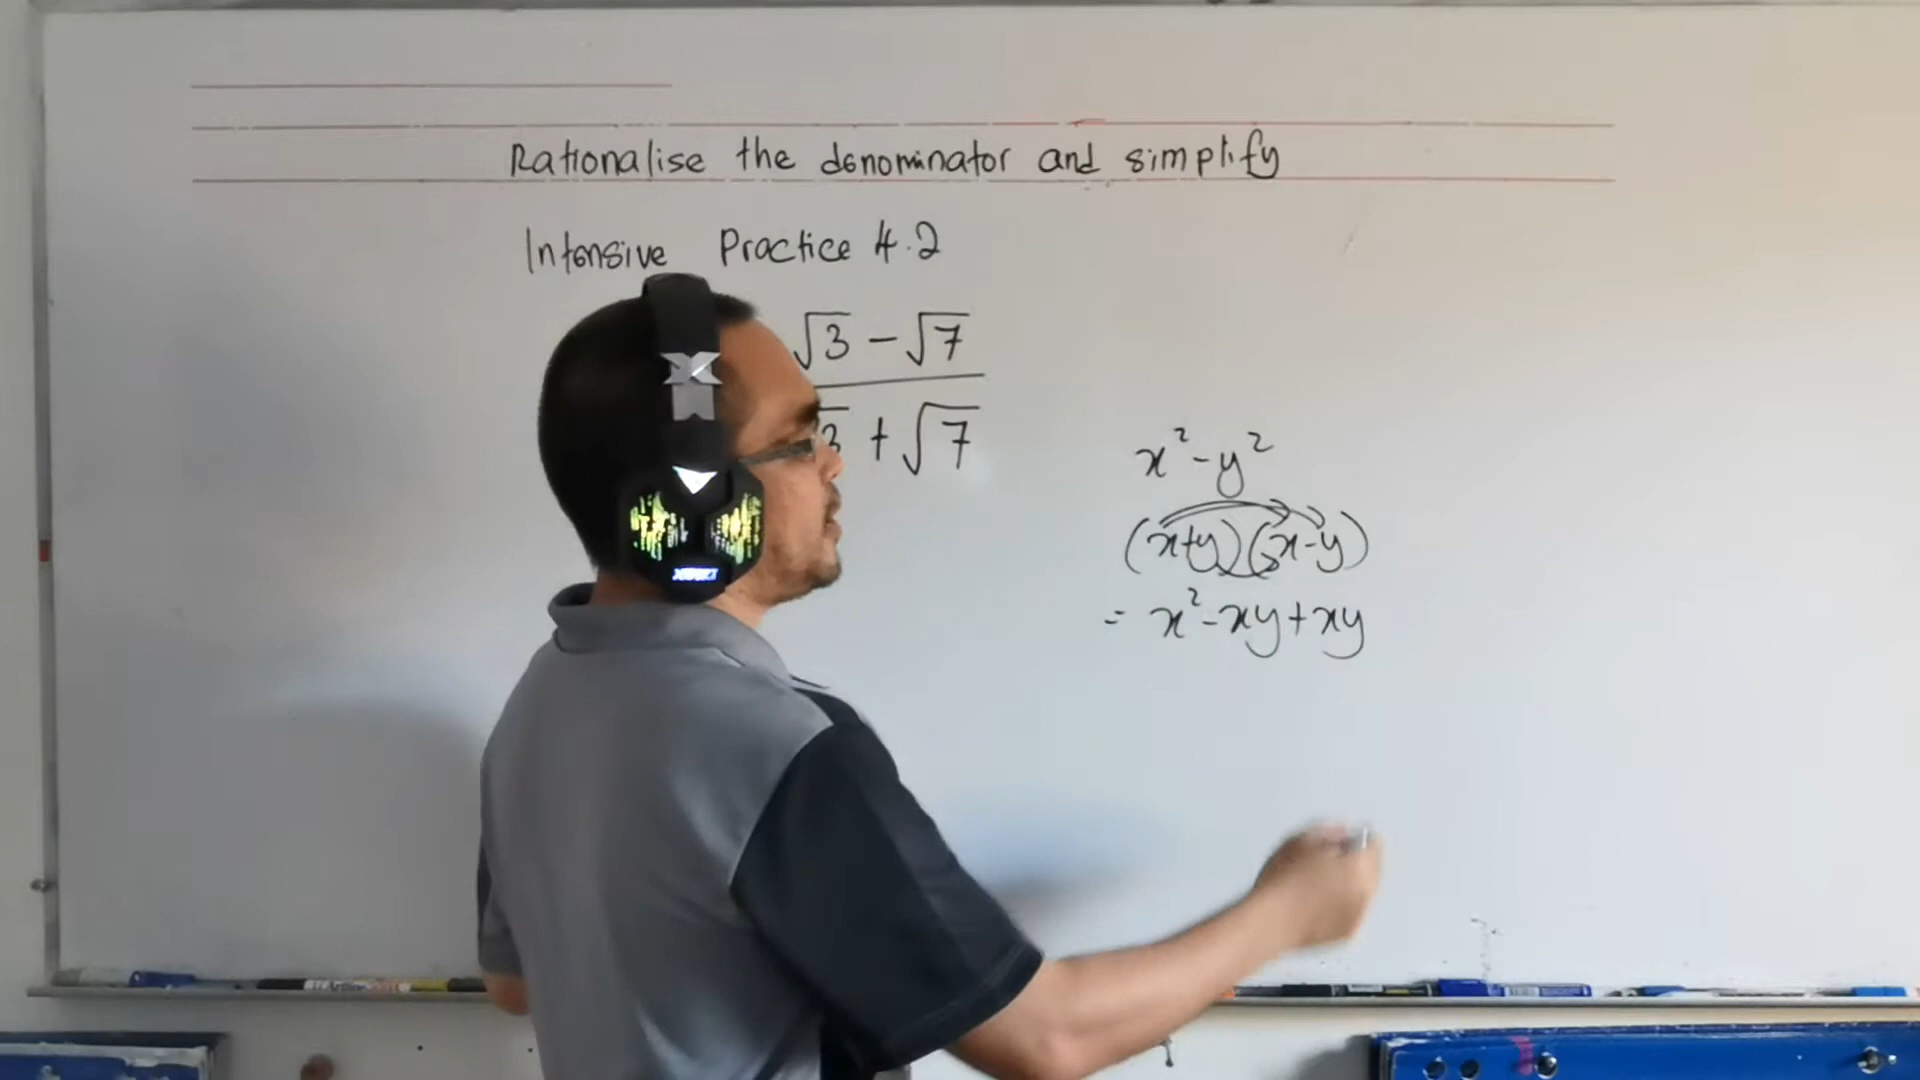 Rationalise the denominator and simplify
Intensive Practice 4.2
√3 - √7
3 + √7
x² - y²
(x+y)(x-y)
= x² - xy + xy